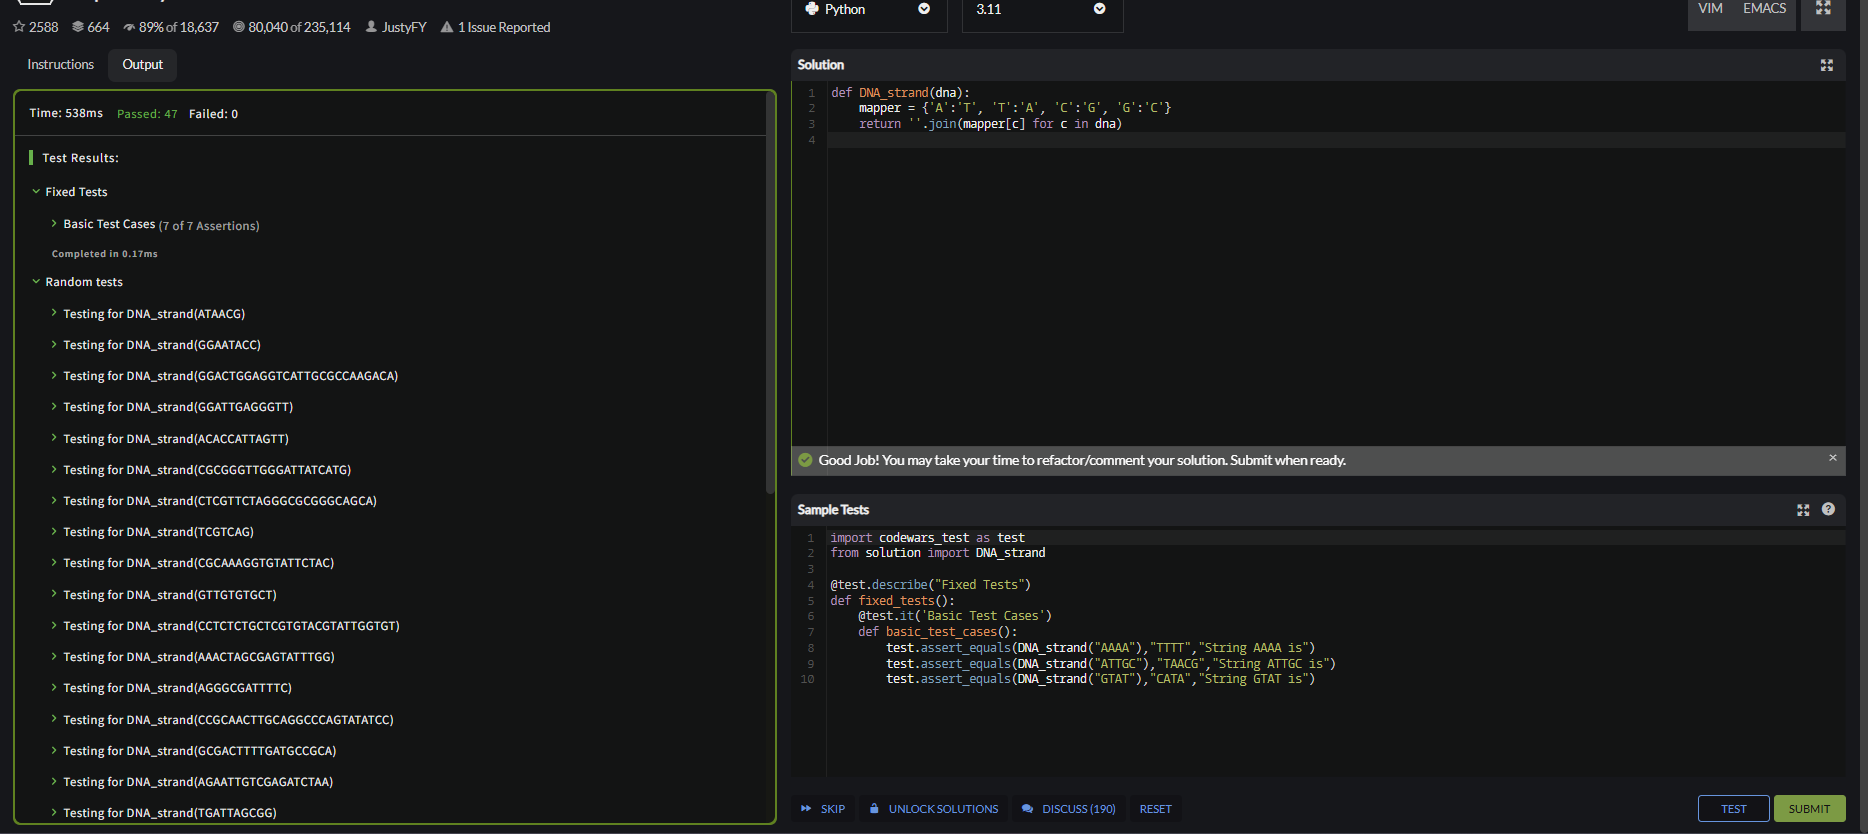 2588 664 89% of 18,637 80,040 of 235,114 JustyFY 1 Issue Reported
Instructions Output
Time: 538ms Passed: 47 Failed: 0
Test Results:
Fixed Tests
Basic Test Cases (7 of 7 Assertions)
Completed in 0.17ms
Random tests
Testing for DNA_strand(ATAACG)
Testing for DNA_strand(GGAATACC)
Testing for DNA_strand(GGACTGGAGGTCATTGCGCCAAGACA)
Testing for DNA_strand(GGATTGAGGGTT)
Testing for DNA_strand(ACACCATTAGTT)
Testing for DNA_strand(CGCGGGTTGGGATTATCATG)
Testing for DNA_strand(CTCGTTCTAGGGCGCGGGCAGCA)
Testing for DNA_strand(TCGTCAG)
Testing for DNA_strand(CGCAAAGGTGTATTCTAC)
Testing for DNA_strand(GTTGTGTGCT)
Testing for DNA_strand(CCTCTCTGCTCGTGTACGTATTGGTGT)
Testing for DNA_strand(AAACTAGCGAGTATTTGG)
Testing for DNA_strand(AGGGCGATTTTC)
Testing for DNA_strand(CCGCAACTTGCAGGCCCAGTATATCC)
Testing for DNA_strand(GCGACTTTTGATGCCGCA)
Testing for DNA_strand(AGAATTGTCGAGATCTAA)
Testing for DNA_strand(TGATTAGCGG)
Python 3.11 VIM EMACS
Solution
1 def DNA_strand(dna):
2 mapper = {'A':'T', 'T':'A', 'C':'G', 'G':'C'}
3 return ''.join(mapper[c] for c in dna)
4
Good Job! You may take your time to refactor/comment your solution. Submit when ready.
Sample Tests
1 import codewars_test as test
2 from solution import DNA_strand
3
4 @test.describe("Fixed Tests")
5 def fixed_tests():
6 @test.it('Basic Test Cases')
7 def basic_test_cases():
8 test.assert_equals(DNA_strand("AAAA"),"TTTT","String AAAA is")
9 test.assert_equals(DNA_strand("ATTGC"),"TAACG","String ATTGC is")
10 test.assert_equals(DNA_strand("GTAT"),"CATA","String GTAT is")
SKIP UNLOCK SOLUTIONS DISCUSS (190) RESET TEST SUBMIT